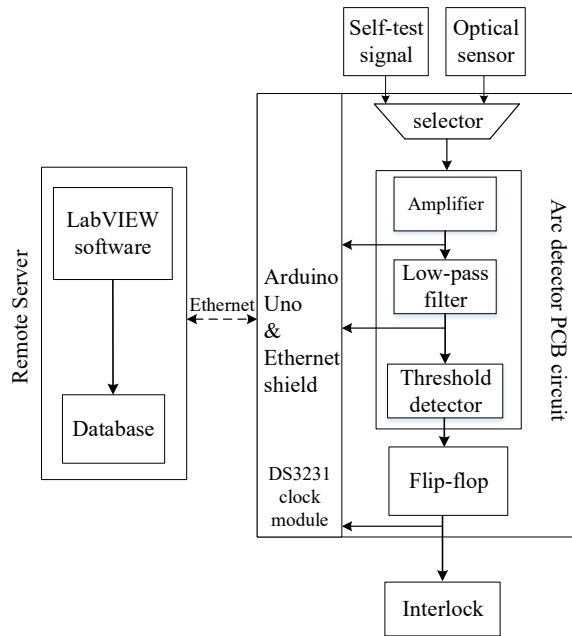 Self-test
signal
Optical
sensor
selector
Amplifier
Low-pass
filter
Threshold
detector
Flip-flop
Interlock
Arc detector PCB circuit
Arduino
Uno
&
Ethernet
shield
DS3231
clock
module
Ethernet
Remote Server
LabVIEW
software
Database